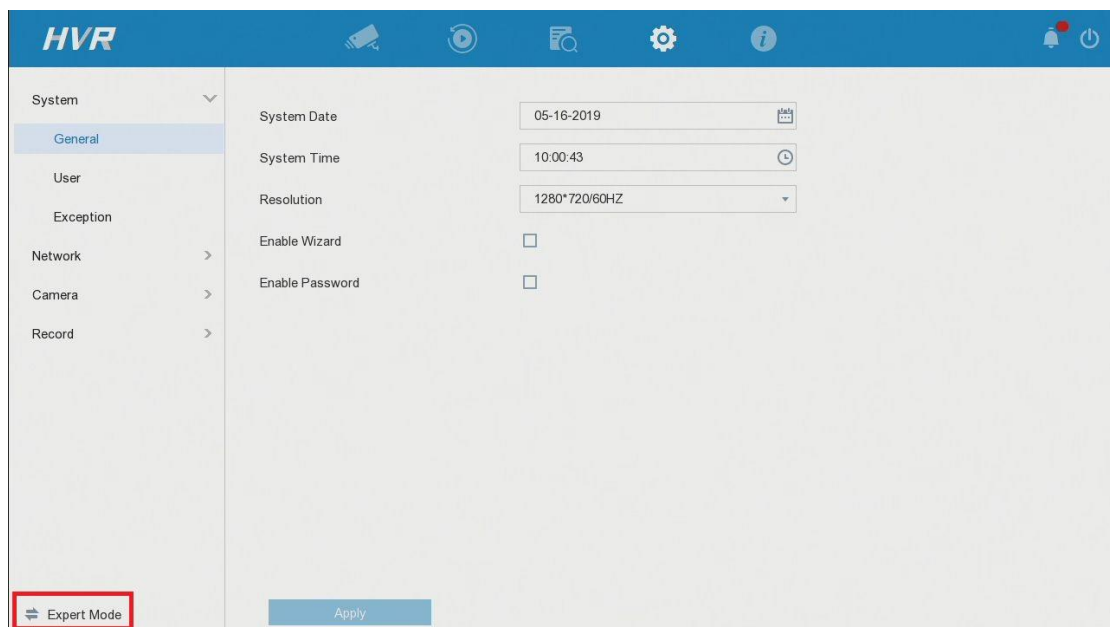 HVR
System
General
User
Exception
Network
Camera
Record
Expert Mode
System Date 05-16-2019
System Time 10:00:43
Resolution 1280*720/60HZ
Enable Wizard
Enable Password
Apply